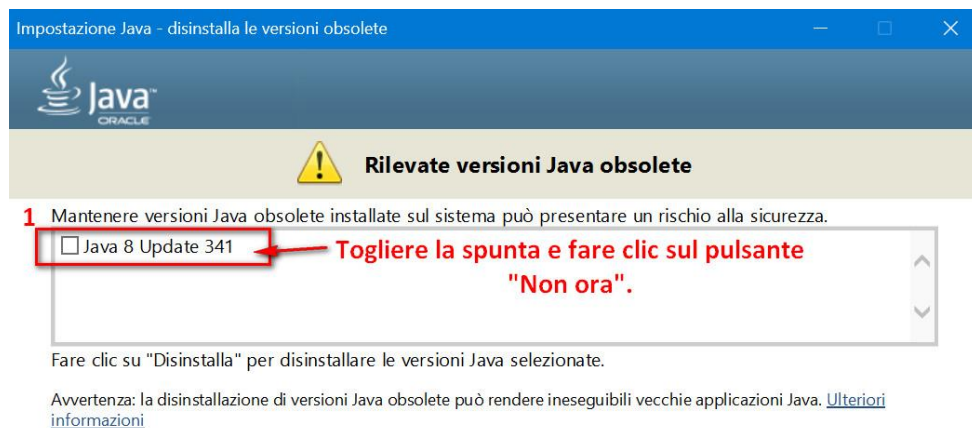 Impostazione Java - disinstalla le versioni obsolete
Java™
ORACLE
Rilevate versioni Java obsolete
1 Mantenere versioni Java obsolete installate sul sistema può presentare un rischio alla sicurezza.
Java 8 Update 341
Togliere la spunta e fare clic sul pulsante
"Non ora".
Fare clic su "Disinstalla" per disinstallare le versioni Java selezionate.
Avvertenza: la disinstallazione di versioni Java obsolete può rendere ineseguibili vecchie applicazioni Java. Ulteriori
informazioni